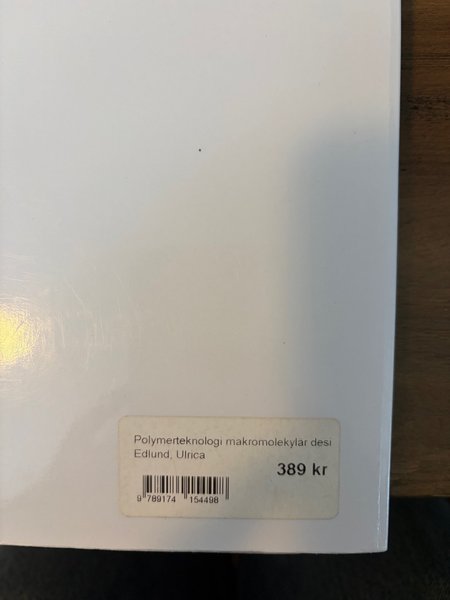 Polymerteknologi makromolekylär desi
Edlund, Ulrica
389 kr
9 789174 154498